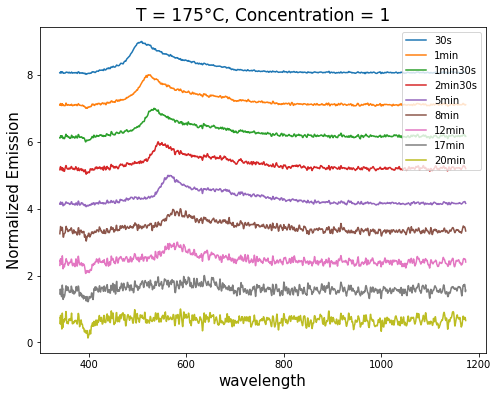 T = 175°C, Concentration = 1
Normalized Emission
8
6
4
2
0
30s
1min
1min30s
2min30s
5min
8min
12min
17min
20min
400
600
800
1000
1200
wavelength